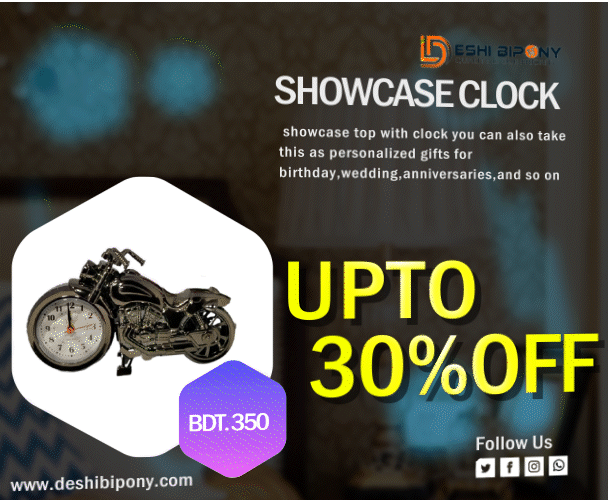 ESHI BIPONY
SHOWCASE CLOCK
showcase top with clock you can also take
this as personalized gifts for
birthday,wedding,anniversaries,and so on
UPTO
30%OFF
BDT.350
Follow Us
www.deshibipony.com